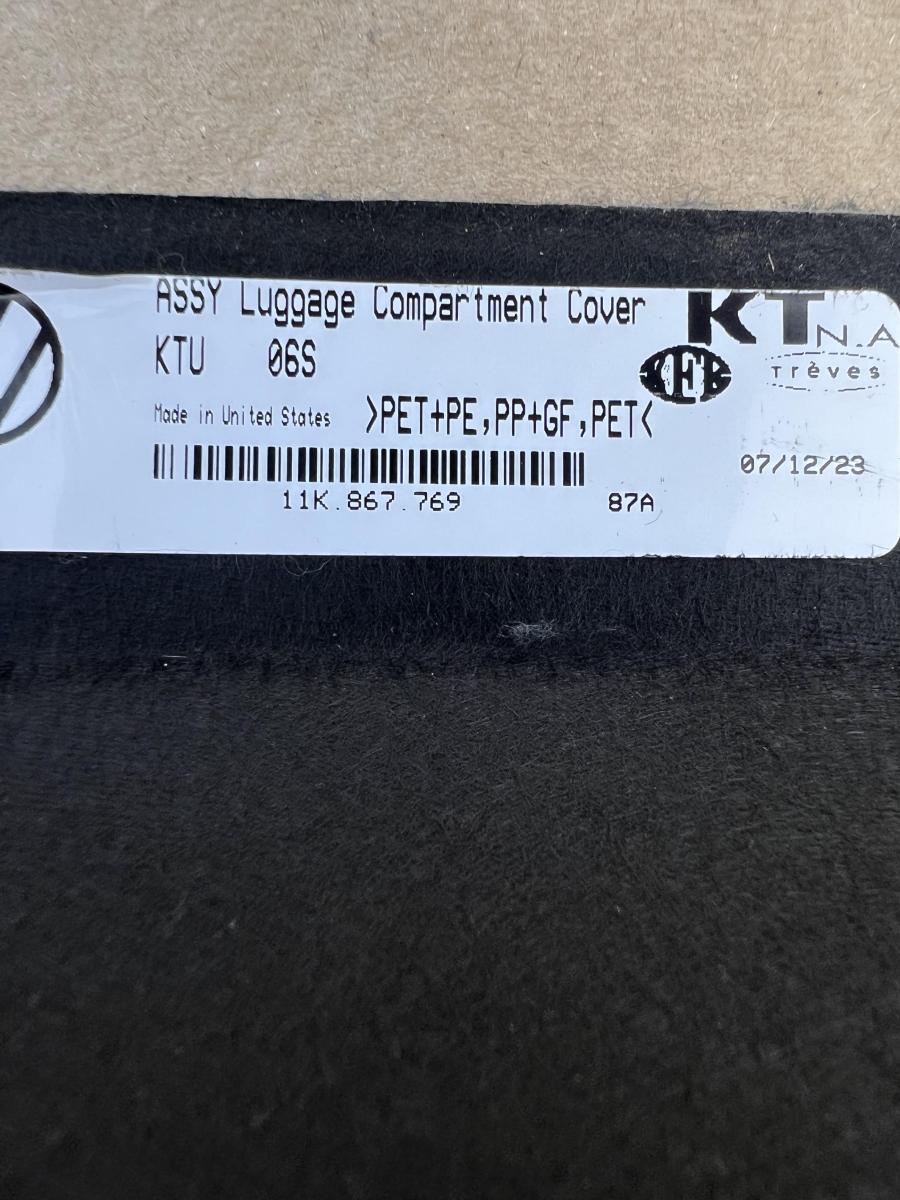 ASSY Luggage Compartment Cover
KT N.A
KTU 06S
KFK
Trèves
Made in United States >PET+PE,PP+GF,PET<
07/12/23
11K.867.769 87A